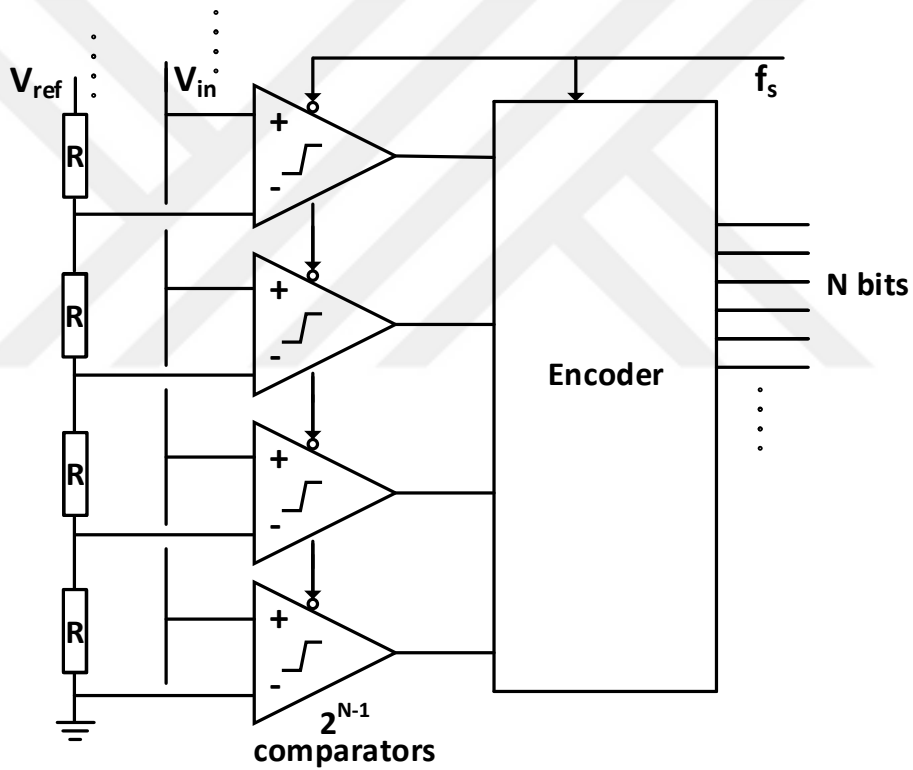 V_ref
V_in
f_s
+
-
R
+
-
R
N bits
Encoder
+
-
R
+
-
R
2^{N-1}
comparators